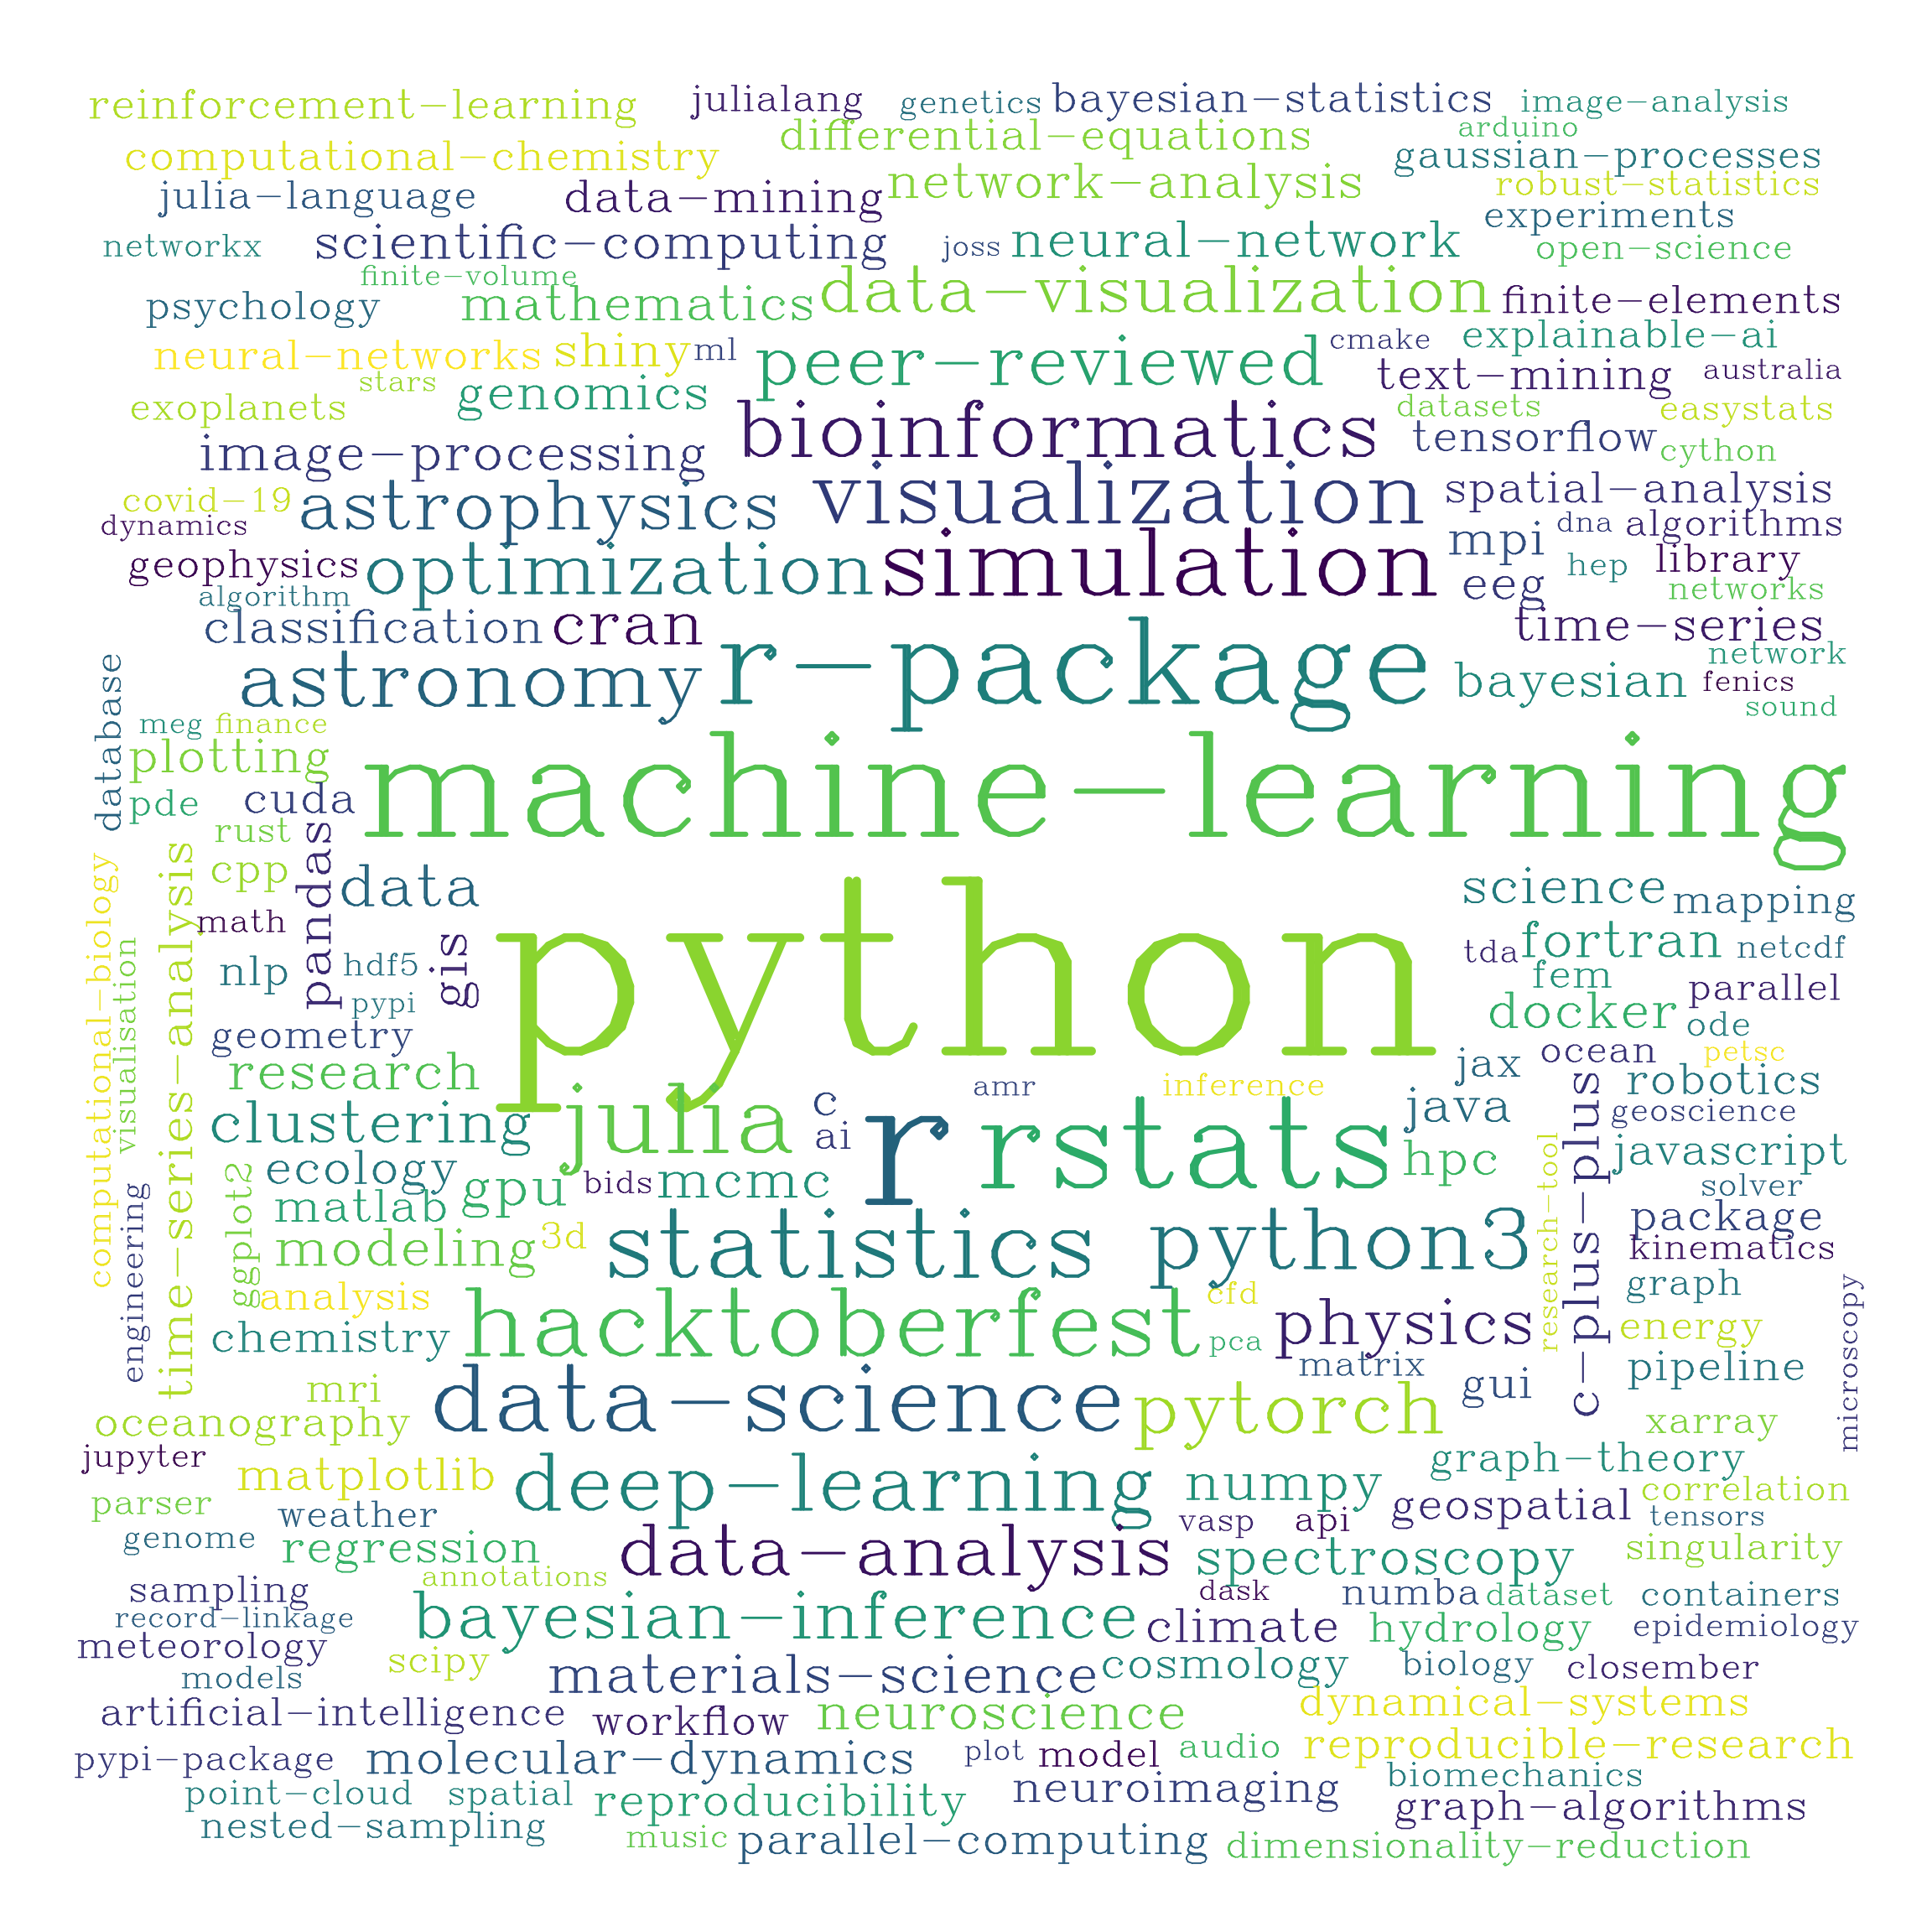 reinforcement-learning
julialang
genetics
bayesian-statistics
image-analysis
differential-equations
arduino
computational-chemistry
gaussian-processes
julia-language
data-mining
network-analysis
robust-statistics
experiments
networkx
scientific-computing
joss
neural-network
open-science
finite-volume
psychology
mathematics
data-visualization
finite-elements
neural-networks
shiny
ml
peer-reviewed
cmake
explainable-ai
stars
text-mining
australia
exoplanets
genomics
bioinformatics
datasets
easystats
image-processing
tensorflow
cython
covid-19
astrophysics
visualization
spatial-analysis
dynamics
mpi
dna
algorithms
geophysics
optimization
simulation
eeg
hep
library
algorithm
networks
classification
cran
time-series
database
astronomy
r-package
bayesian
network
fenics
sound
meg
finance
plotting
machine-learning
pde
cuda
rust
pandas
cpp
data
science
mapping
computational-biology
time-series-analysis
math
python
visualisation
nlp
hdf5
gis
tda
fortran
netcdf
fem
pypi
parallel
docker
ode
geometry
ocean
petsc
research
julia
c
amr
inference
jax
c-plus-plus
robotics
clustering
ai
r
rstats
java
geoscience
ecology
bids
mcmc
hpc
research-tool
javascript
ggplot2
gpu
solver
engineering
matlab
package
modeling
3d
statistics
python3
kinematics
analysis
cfd
graph
microscopy
chemistry
hacktoberfest
pca
physics
energy
mri
matrix
pipeline
data-science
pytorch
gui
oceanography
xarray
jupyter
matplotlib
deep-learning
numpy
graph-theory
parser
weather
geospatial
correlation
genome
vasp
api
tensors
regression
data-analysis
spectroscopy
singularity
annotations
sampling
dask
numba
dataset
containers
record-linkage
bayesian-inference
climate
hydrology
epidemiology
meteorology
scipy
models
materials-science
cosmology
biology
closember
artificial-intelligence
workflow
neuroscience
dynamical-systems
pypi-package
molecular-dynamics
plot
model
audio
reproducible-research
point-cloud
spatial
reproducibility
neuroimaging
biomechanics
graph-algorithms
nested-sampling
music
parallel-computing
dimensionality-reduction